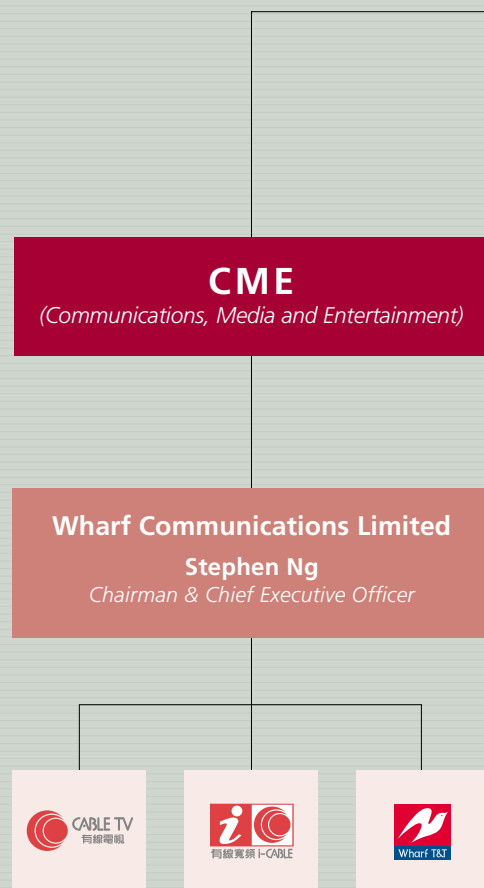 CME
(Communications, Media and Entertainment)
Wharf Communications Limited
Stephen Ng
Chairman & Chief Executive Officer
CABLE TV
有線電視
有線寬頻 i-CABLE
Wharf T&T